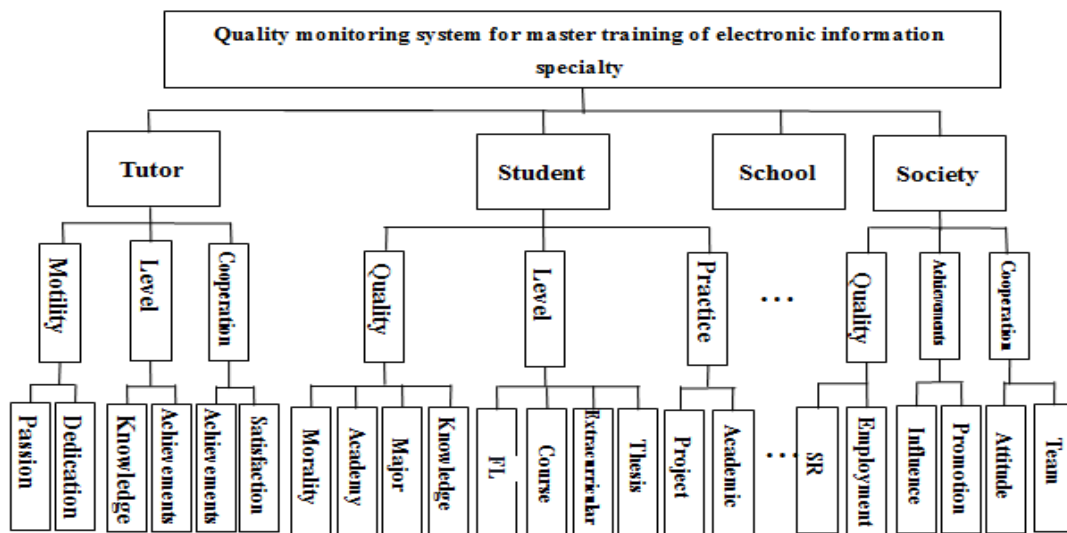 Quality monitoring system for master training of electronic information
specialty
Tutor
Student
School
Society
Motility
Level
Cooperation
Quality
Level
Practice
...
Quality
Achievements
Cooperation
Passion
Dedication
Knowledge
Achievements
Achievements
Satisfaction
Morality
Academy
Major
Knowledge
FL
Course
Extracurricular
Thesis
Project
Academic
...
SR
Employment
Influence
Promotion
Attitude
Team